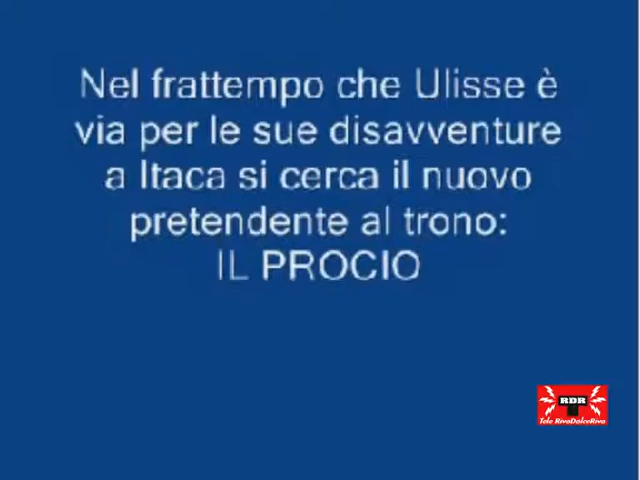 Nel frattempo che Ulisse è
via per le sue disavventure
a Itaca si cerca il nuovo
pretendente al trono:
IL PROCIO
RDR
Tele RivaDolceRiva